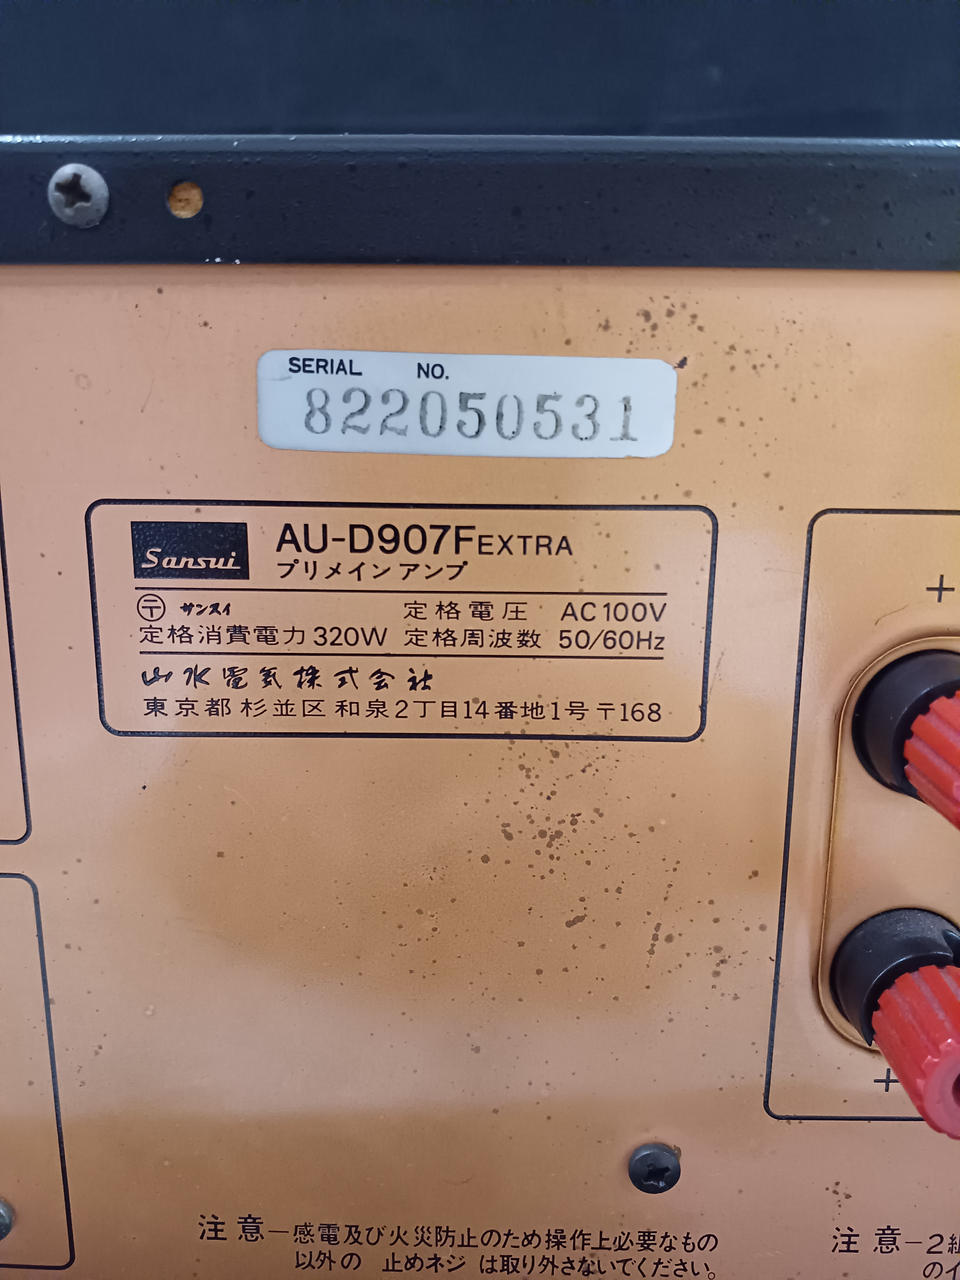 SERIAL NO.
822050531
Sansui AU-D907F EXTRA
プリメインアンプ
〒 サンスイ 定格電圧 AC100V
定格消費電力 320W 定格周波数 50/60Hz
山水電気株式会社
東京都杉並区和泉2丁目14番地1号 〒168
+
+
注意－感電及び火災防止のため操作上必要なもの
以外の 止めネジ は取り外さないでください。
注意－2組
のイ